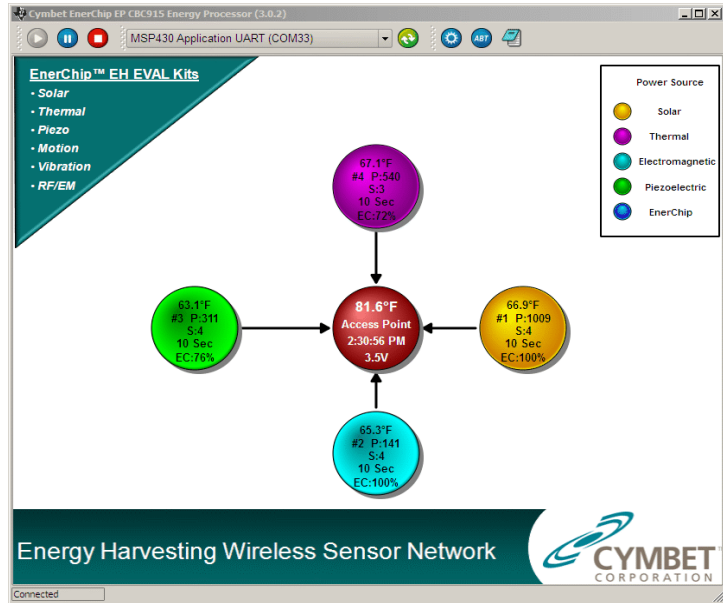 Cymbet EnerChip EP CBC915 Energy Processor (3.0.2)
MSP430 Application UART (COM33)
ABT
EnerChip™ EH EVAL Kits
· Solar
· Thermal
· Piezo
· Motion
· Vibration
· RF/EM
Power Source
Solar
Thermal
Electromagnetic
Piezoelectric
EnerChip
67.1°F
#4 P:540
S:3
10 Sec
EC:72%
63.1°F
#3 P:311
S:4
10 Sec
EC:76%
81.6°F
Access Point
2:30:56 PM
3.5V
66.9°F
#1 P:1009
S:4
10 Sec
EC:100%
65.3°F
#2 P:141
S:4
10 Sec
EC:100%
Energy Harvesting Wireless Sensor Network
CYMBET™
CORPORATION
Connected